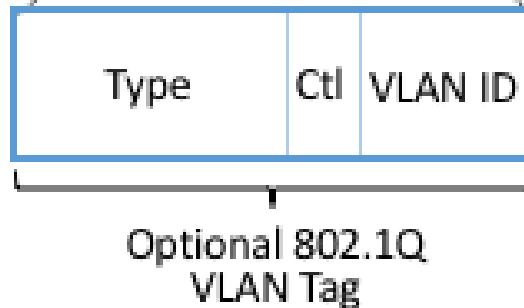 Type Ctl VLAN ID
Optional 802.1Q
VLAN Tag